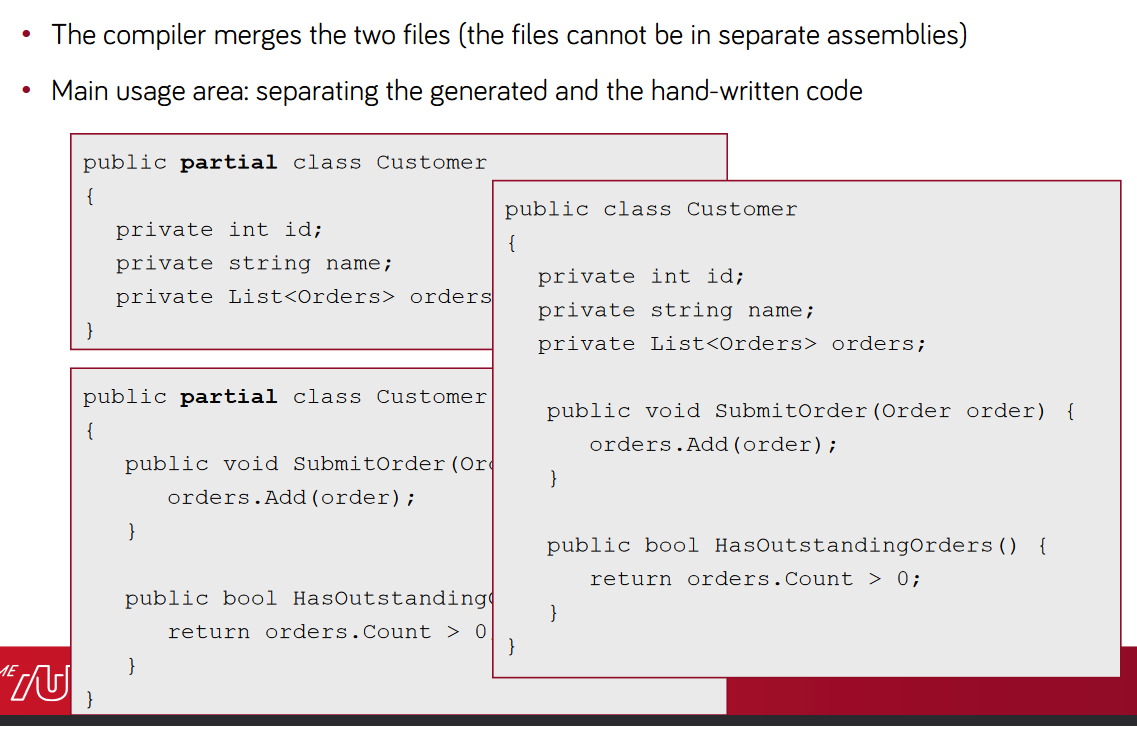 • The compiler merges the two files (the files cannot be in separate assemblies)
• Main usage area: separating the generated and the hand-written code
public partial class Customer
{
private int id;
private string name;
private List<Orders> orders
}
public partial class Customer
{
public void SubmitOrder(Or
orders.Add(order);
}
public bool HasOutstanding
return orders.Count > 0
}
}
public class Customer
{
private int id;
private string name;
private List<Orders> orders;
public void SubmitOrder(Order order) {
orders.Add(order);
}
public bool HasOutstandingOrders() {
return orders.Count > 0;
}
}